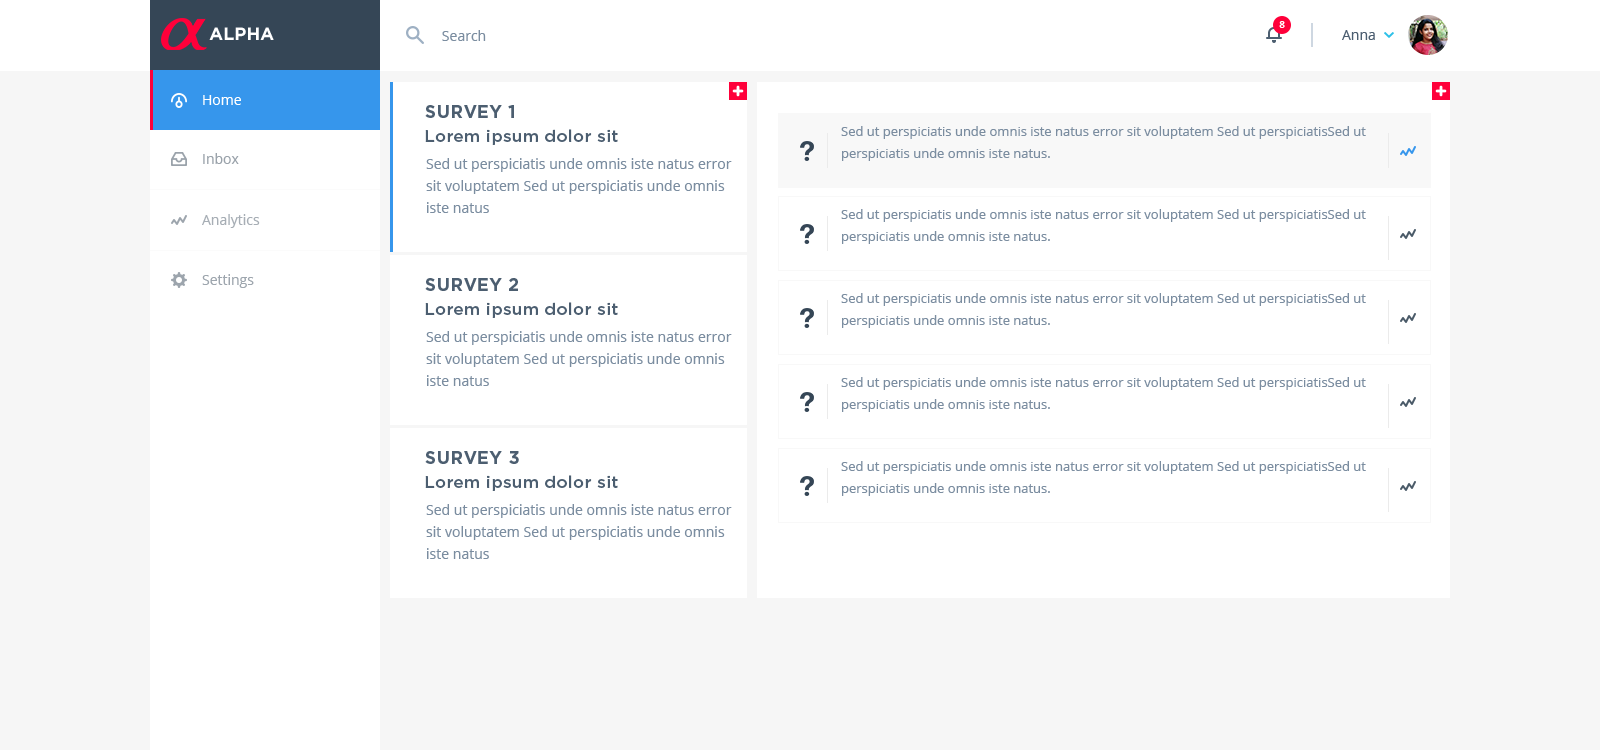 α ALPHA
Search
8
Anna
Home
Inbox
Analytics
Settings
SURVEY 1
Lorem ipsum dolor sit
Sed ut perspiciatis unde omnis iste natus error
sit voluptatem Sed ut perspiciatis unde omnis
iste natus
SURVEY 2
Lorem ipsum dolor sit
Sed ut perspiciatis unde omnis iste natus error
sit voluptatem Sed ut perspiciatis unde omnis
iste natus
SURVEY 3
Lorem ipsum dolor sit
Sed ut perspiciatis unde omnis iste natus error
sit voluptatem Sed ut perspiciatis unde omnis
iste natus
?
Sed ut perspiciatis unde omnis iste natus error sit voluptatem Sed ut perspiciatisSed ut
perspiciatis unde omnis iste natus.
?
Sed ut perspiciatis unde omnis iste natus error sit voluptatem Sed ut perspiciatisSed ut
perspiciatis unde omnis iste natus.
?
Sed ut perspiciatis unde omnis iste natus error sit voluptatem Sed ut perspiciatisSed ut
perspiciatis unde omnis iste natus.
?
Sed ut perspiciatis unde omnis iste natus error sit voluptatem Sed ut perspiciatisSed ut
perspiciatis unde omnis iste natus.
?
Sed ut perspiciatis unde omnis iste natus error sit voluptatem Sed ut perspiciatisSed ut
perspiciatis unde omnis iste natus.